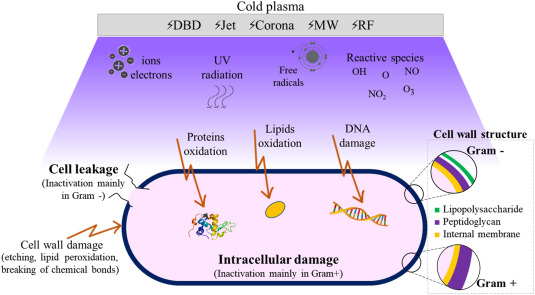 Cold plasma
⚡DBD ⚡Jet ⚡Corona ⚡MW ⚡RF
ions
electrons
UV
radiation
Free
radicals
Reactive species
OH O NO
NO₂ O₃
Proteins
oxidation
Lipids
oxidation
DNA
damage
Cell wall structure
Gram -
Lipopolysaccharide
Peptidoglycan
Internal membrane
Gram +
Cell leakage
(Inactivation mainly
in Gram -)
Cell wall damage
(etching, lipid peroxidation,
breaking of chemical bonds)
Intracellular damage
(Inactivation mainly in Gram+)